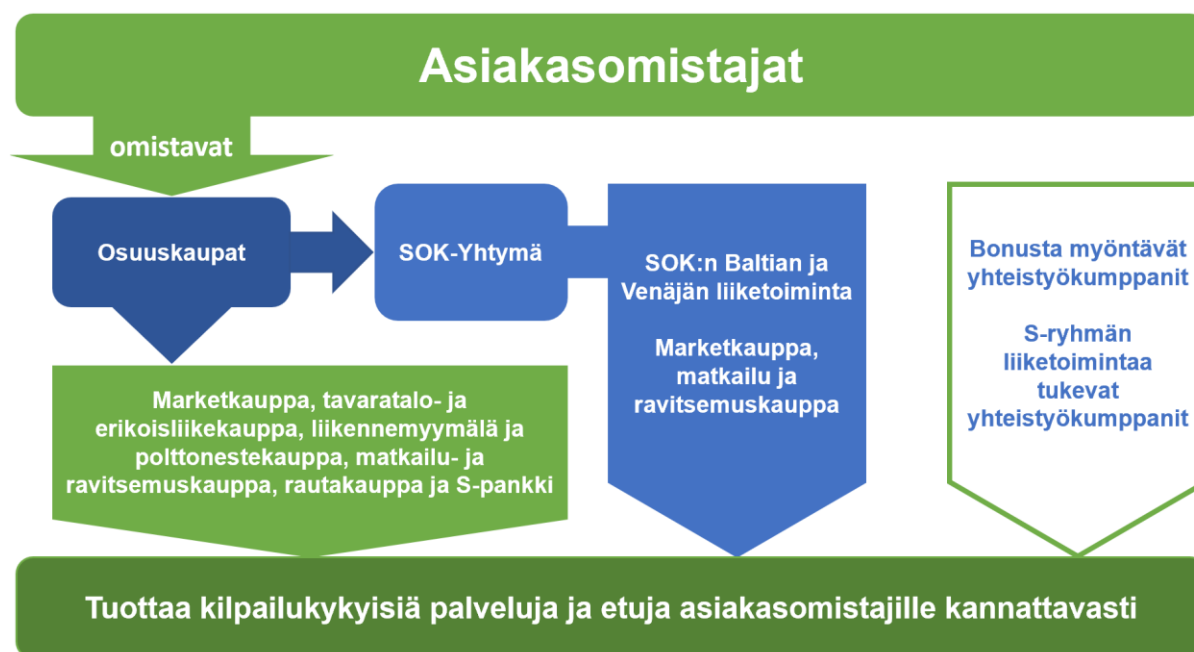 Asiakasomistajat
omistavat
Osuuskaupat
SOK-Yhtymä
SOK:n Baltian ja
Venäjän liiketoiminta
Marketkauppa,
matkailu ja
ravitsemuskauppa
Bonusta myöntävät
yhteistyökumppanit
S-ryhmän
liiketoimintaa
tukevat
yhteistyökumppanit
Marketkauppa, tavaratalo- ja
erikoisliikekauppa, liikennemyymälä ja
polttonestekauppa, matkailu- ja
ravitsemuskauppa, rautakauppa ja S-pankki
Tuottaa kilpailukykyisiä palveluja ja etuja asiakasomistajille kannattavasti